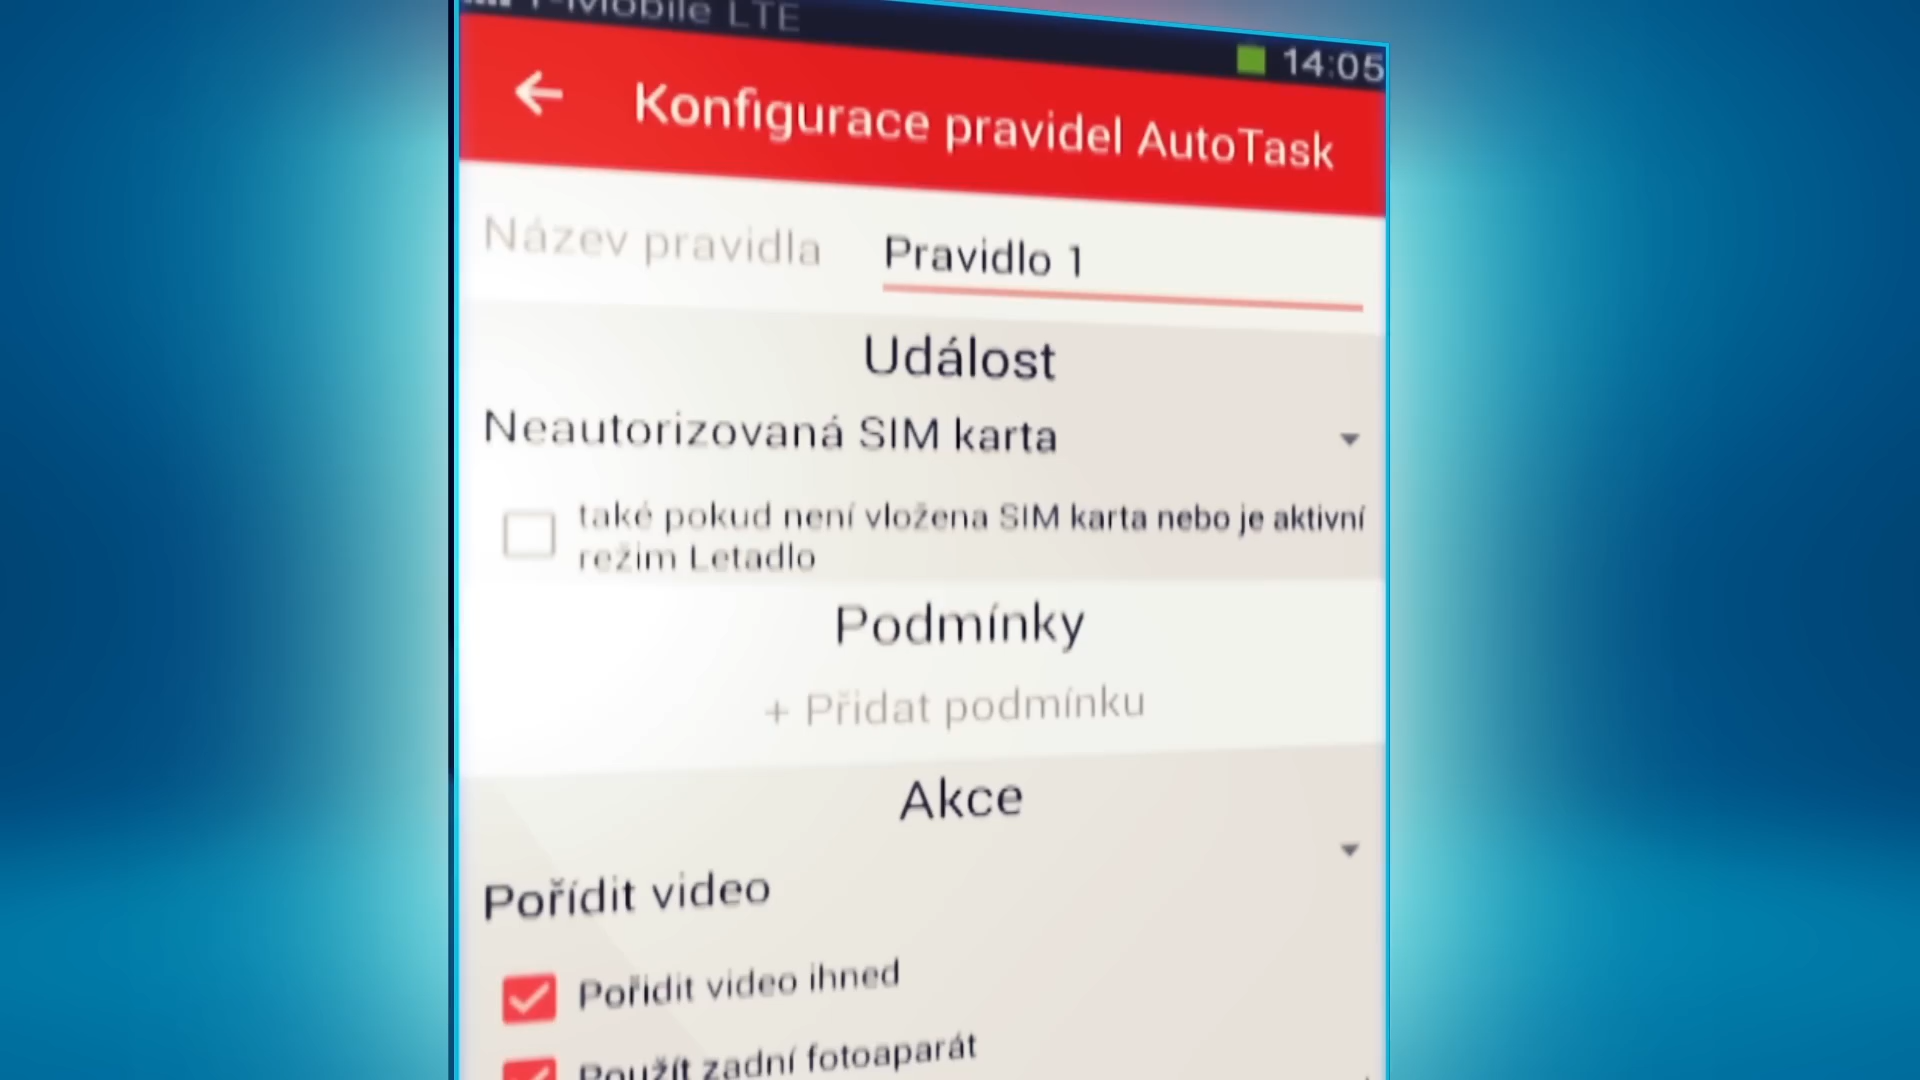 T-Mobile LTE
14:05
Konfigurace pravidel AutoTask
Název pravidla Pravidlo 1
Událost
Neautorizovaná SIM karta
také pokud není vložena SIM karta nebo je aktivní
režim Letadlo
Podmínky
+ Přidat podmínku
Akce
Pořídit video
Pořidit video ihned
Použít zadní fotoaparát